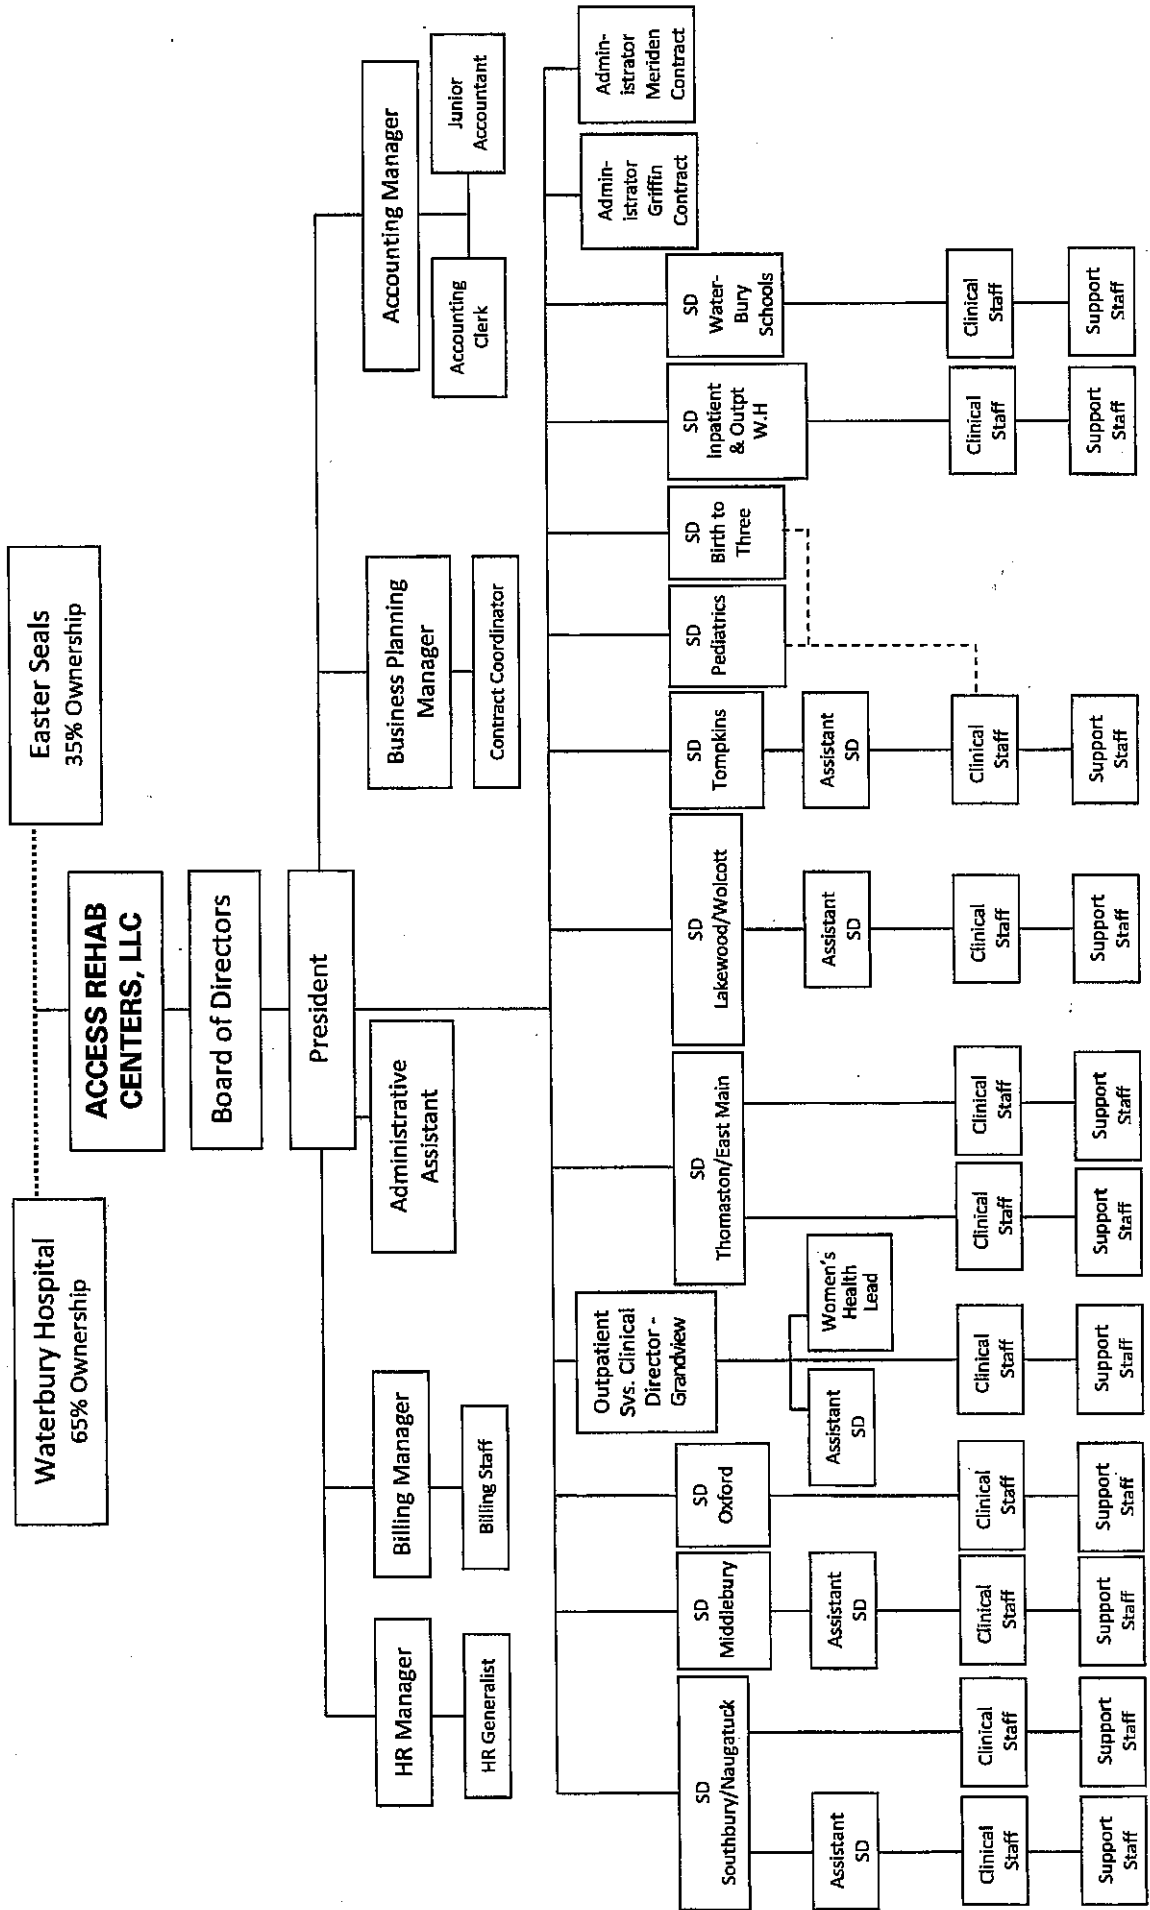 Waterbury Hospital
65% Ownership
Easter Seals
35% Ownership
ACCESS REHAB
CENTERS, LLC
Board of Directors
President
Administrative
Assistant
HR Manager
HR Generalist
Billing Manager
Billing Staff
Business Planning
Manager
Contract Coordinator
Accounting Manager
Accounting
Clerk
Junior
Accountant
SD
Southbury/Naugatuck
Assistant
SD
Clinical
Staff
Support
Staff
Clinical
Staff
Support
Staff
SD
Middlebury
Assistant
SD
Clinical
Staff
Support
Staff
SD
Oxford
Clinical
Staff
Support
Staff
Outpatient
Svs. Clinical
Director -
Grandview
Assistant
SD
Women's
Health
Lead
Clinical
Staff
Support
Staff
SD
Thomaston/East Main
Clinical
Staff
Support
Staff
Clinical
Staff
Support
Staff
SD
Lakewood/Wolcott
Assistant
SD
Clinical
Staff
Support
Staff
SD
Tompkins
Assistant
SD
Clinical
Staff
Support
Staff
SD
Pediatrics
SD
Birth to
Three
SD
Inpatient
& Outpt
W.H
Clinical
Staff
Support
Staff
SD
Water-
Bury
Schools
Clinical
Staff
Support
Staff
Admin-
istrator
Griffin
Contract
Admin-
istrator
Meriden
Contract